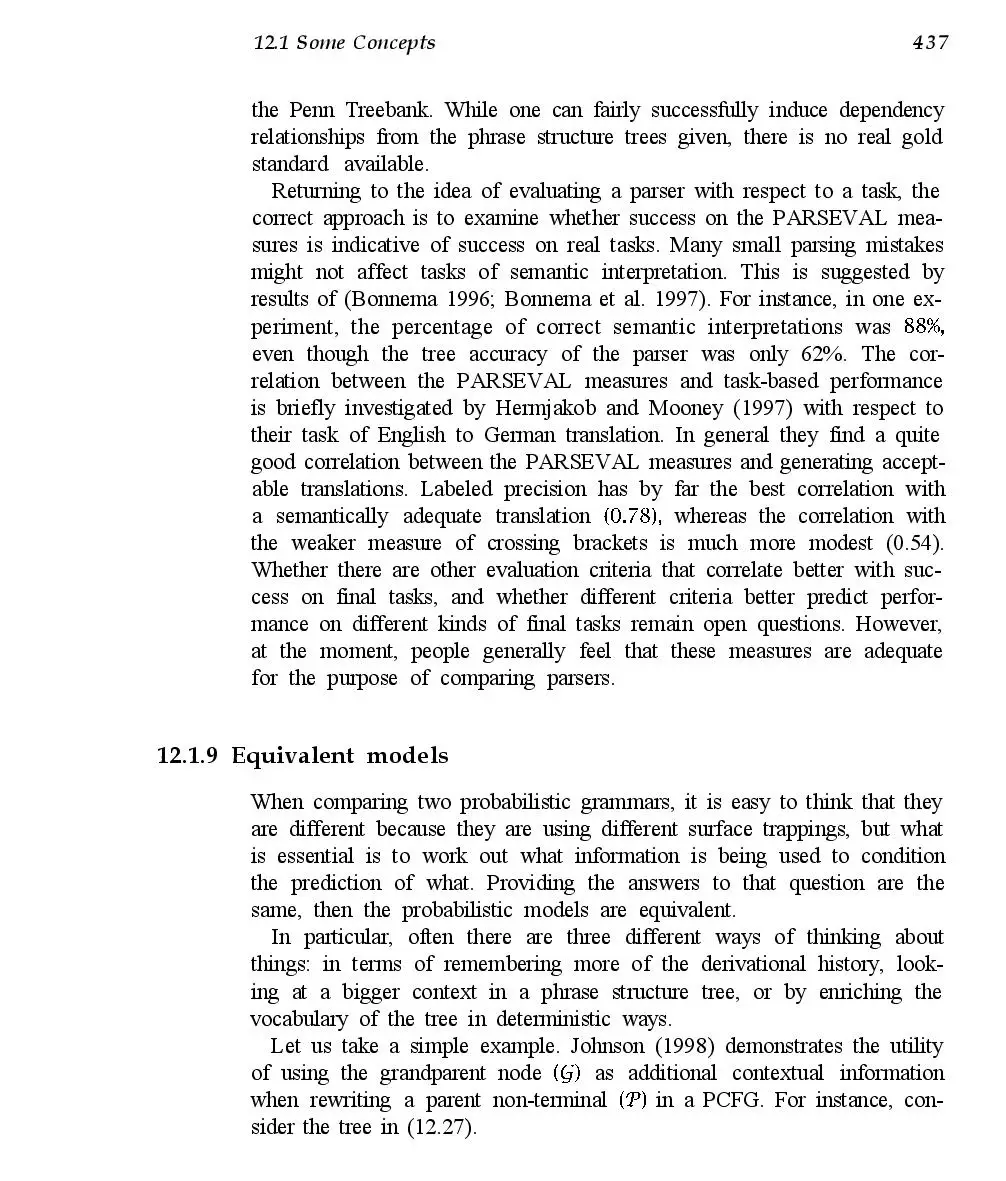 12.1 Some Concepts 437
the Penn Treebank. While one can fairly successfully induce dependency
relationships from the phrase structure trees given, there is no real gold
standard available.
Returning to the idea of evaluating a parser with respect to a task, the
correct approach is to examine whether success on the PARSEVAL mea-
sures is indicative of success on real tasks. Many small parsing mistakes
might not affect tasks of semantic interpretation. This is suggested by
results of (Bonnema 1996; Bonnema et al. 1997). For instance, in one ex-
periment, the percentage of correct semantic interpretations was 88%,
even though the tree accuracy of the parser was only 62%. The cor-
relation between the PARSEVAL measures and task-based performance
is briefly investigated by Hermjakob and Mooney (1997) with respect to
their task of English to German translation. In general they find a quite
good correlation between the PARSEVAL measures and generating accept-
able translations. Labeled precision has by far the best correlation with
a semantically adequate translation (0.78), whereas the correlation with
the weaker measure of crossing brackets is much more modest (0.54).
Whether there are other evaluation criteria that correlate better with suc-
cess on final tasks, and whether different criteria better predict perfor-
mance on different kinds of final tasks remain open questions. However,
at the moment, people generally feel that these measures are adequate
for the purpose of comparing parsers.
12.1.9 Equivalent models
When comparing two probabilistic grammars, it is easy to think that they
are different because they are using different surface trappings, but what
is essential is to work out what information is being used to condition
the prediction of what. Providing the answers to that question are the
same, then the probabilistic models are equivalent.
In particular, often there are three different ways of thinking about
things: in terms of remembering more of the derivational history, look-
ing at a bigger context in a phrase structure tree, or by enriching the
vocabulary of the tree in deterministic ways.
Let us take a simple example. Johnson (1998) demonstrates the utility
of using the grandparent node (𝒢) as additional contextual information
when rewriting a parent non-terminal (𝒫) in a PCFG. For instance, con-
sider the tree in (12.27).